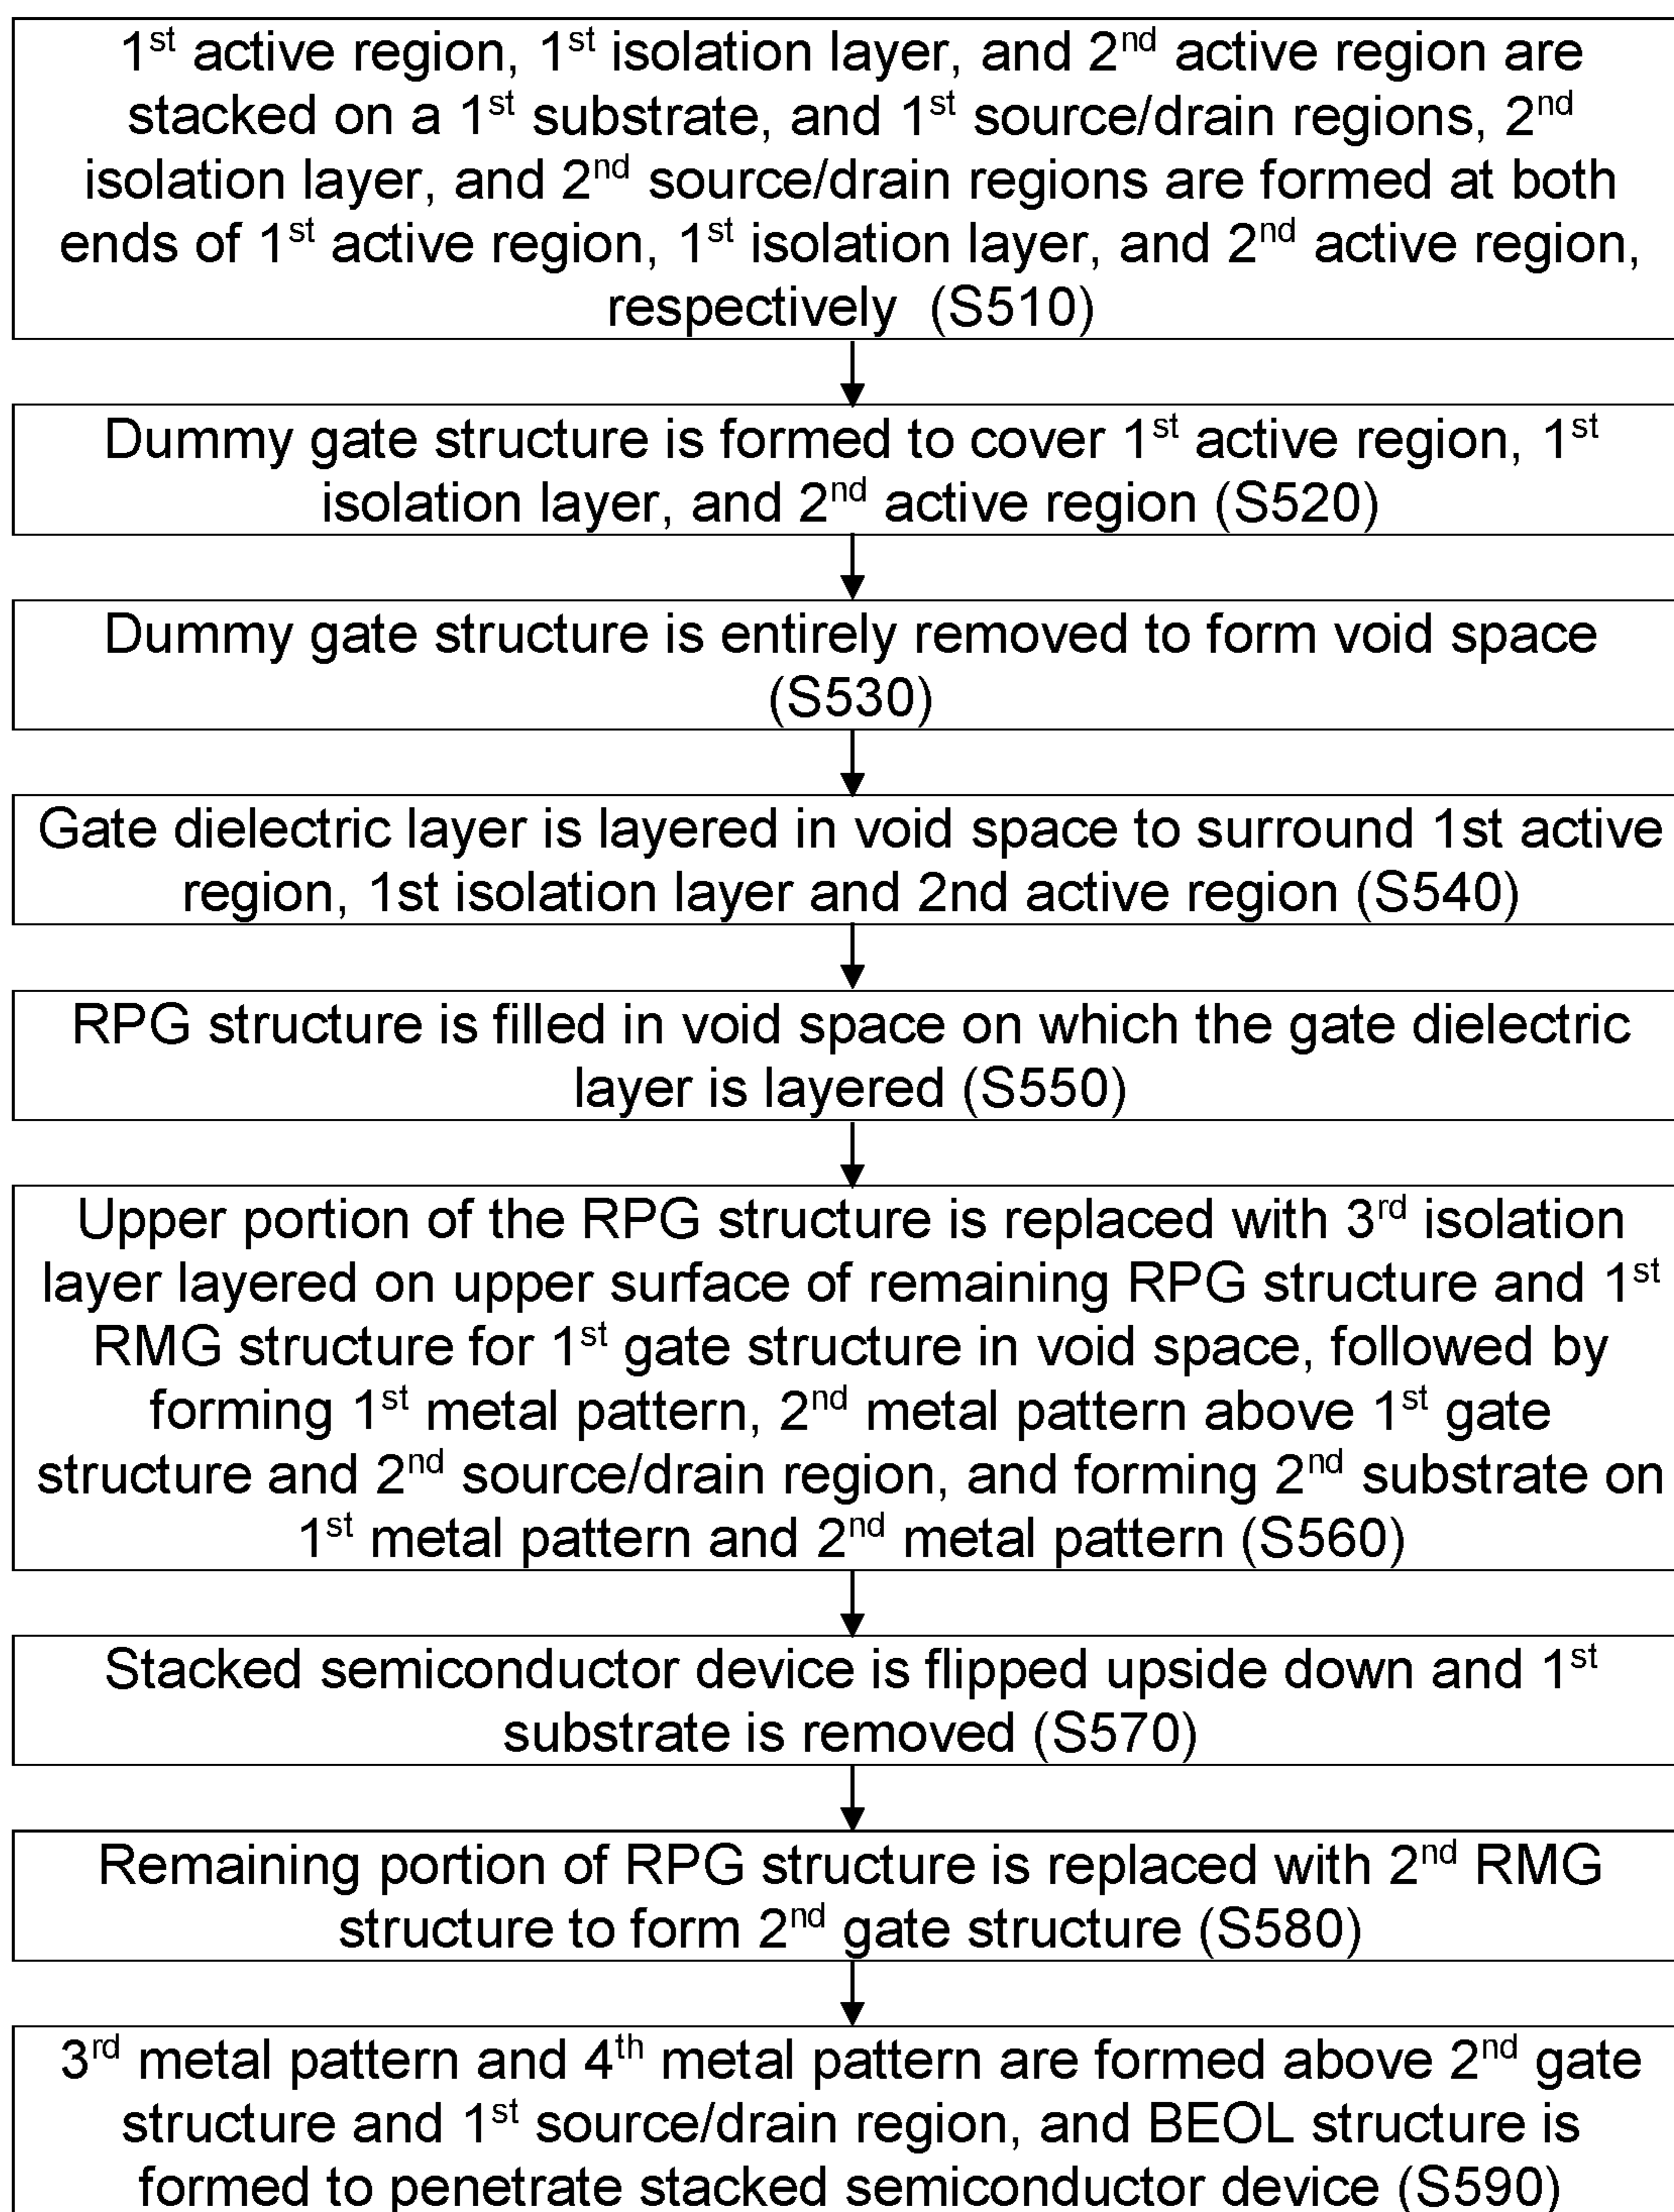 1st active region, 1st isolation layer, and 2nd active region are
stacked on a 1st substrate, and 1st source/drain regions, 2nd
isolation layer, and 2nd source/drain regions are formed at both
ends of 1st active region, 1st isolation layer, and 2nd active region,
respectively (S510)
Dummy gate structure is formed to cover 1st active region, 1st
isolation layer, and 2nd active region (S520)
Dummy gate structure is entirely removed to form void space
(S530)
Gate dielectric layer is layered in void space to surround 1st active
region, 1st isolation layer and 2nd active region (S540)
RPG structure is filled in void space on which the gate dielectric
layer is layered (S550)
Upper portion of the RPG structure is replaced with 3rd isolation
layer layered on upper surface of remaining RPG structure and 1st
RMG structure for 1st gate structure in void space, followed by
forming 1st metal pattern, 2nd metal pattern above 1st gate
structure and 2nd source/drain region, and forming 2nd substrate on
1st metal pattern and 2nd metal pattern (S560)
Stacked semiconductor device is flipped upside down and 1st
substrate is removed (S570)
Remaining portion of RPG structure is replaced with 2nd RMG
structure to form 2nd gate structure (S580)
3rd metal pattern and 4th metal pattern are formed above 2nd gate
structure and 1st source/drain region, and BEOL structure is
formed to penetrate stacked semiconductor device (S590)